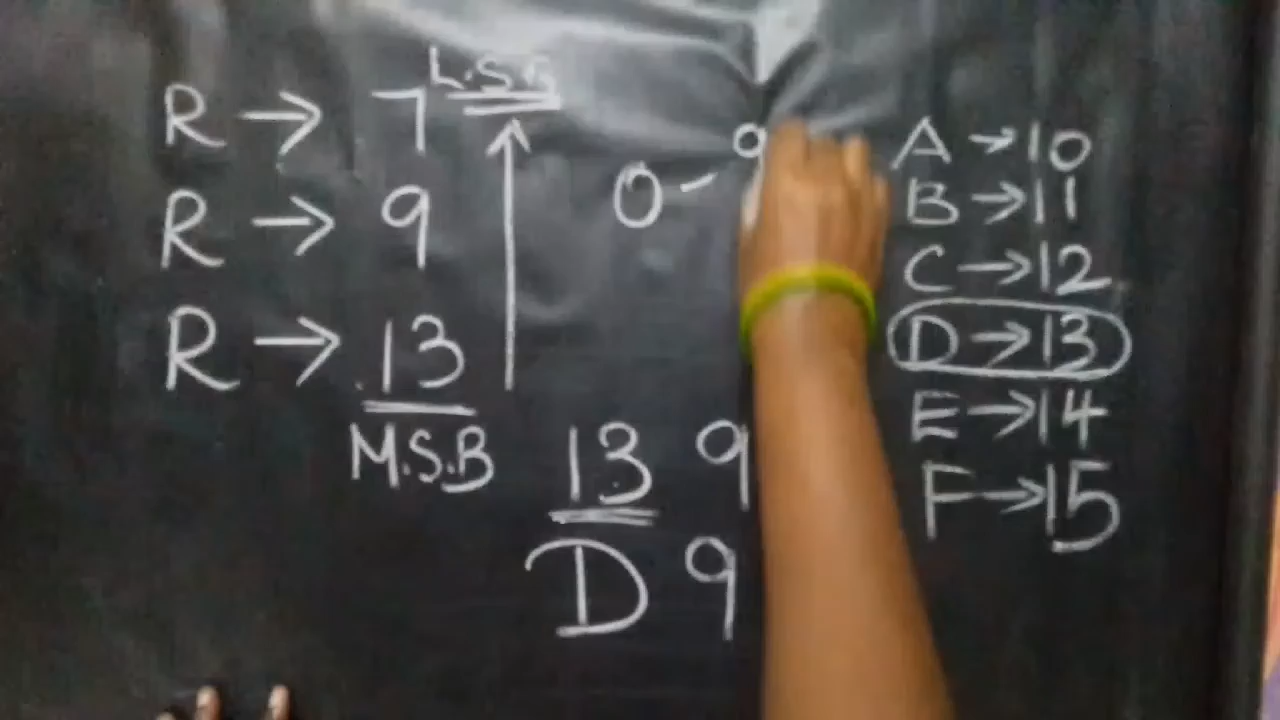 L.S.B
R → 7
R → 9
R → 13
M.S.B
0 - 9
13 9
D 9
A → 10
B → 11
C → 12
D → 13
E → 14
F → 15